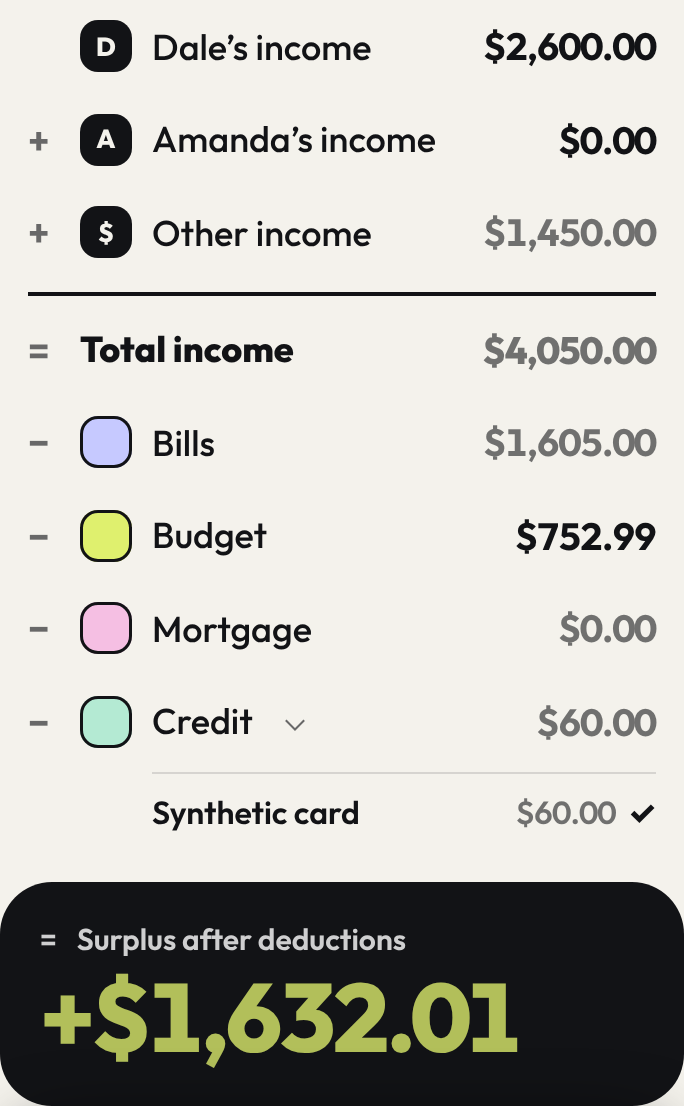 D Dale’s income $2,600.00
+ A Amanda’s income $0.00
+ $ Other income $1,450.00
= Total income $4,050.00
− Bills $1,605.00
− Budget $752.99
− Mortgage $0.00
− Credit $60.00
Synthetic card $60.00 ✓
= Surplus after deductions
+$1,632.01